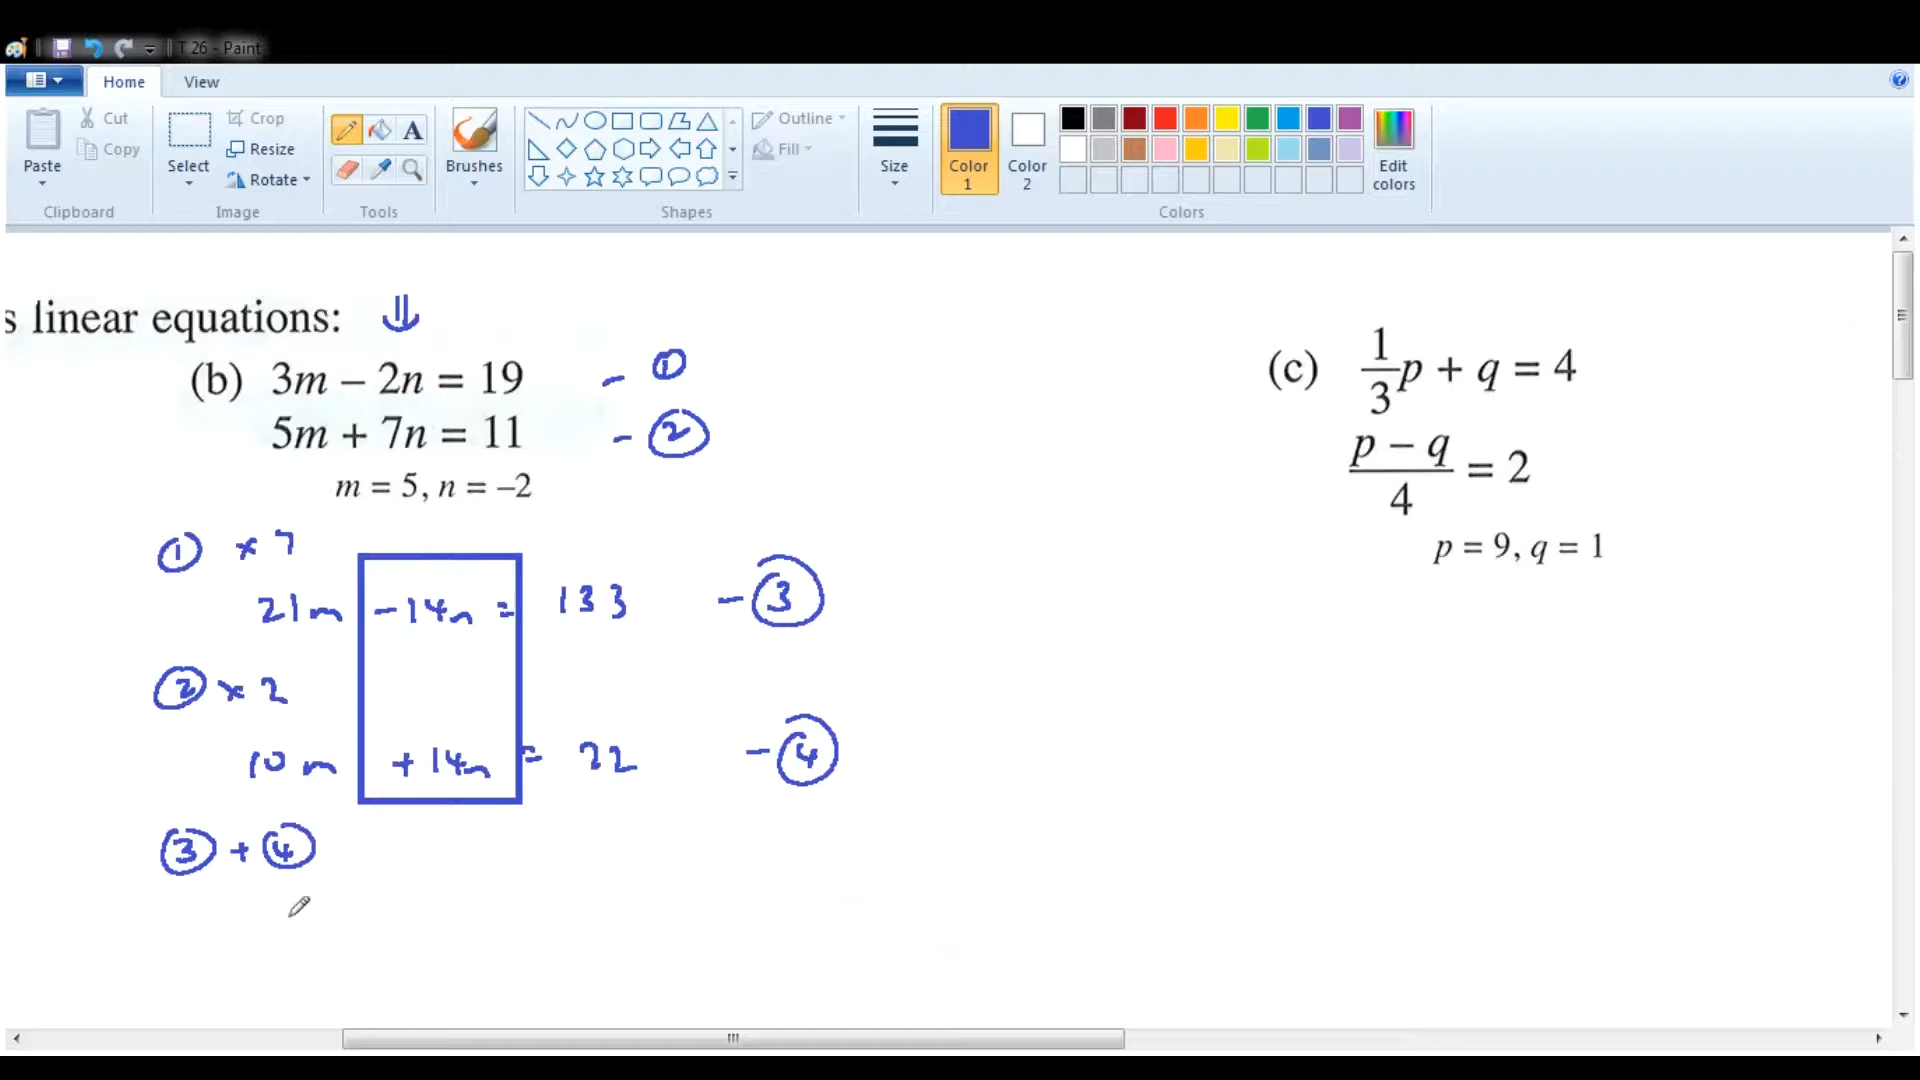 T 26 - Paint
Home View
Paste
Cut
Copy
Clipboard
Select
Crop
Resize
Rotate
Image
A
Tools
Brushes
Shapes
Outline
Fill
Size
Color 1
Color 2
Edit colors
Colors
s linear equations: ⇓
(b) 3m – 2n = 19 - ①
5m + 7n = 11 - ②
m = 5, n = –2
① × 7
21m - 14n = 133 - ③
② × 2
10m + 14n = 22 - ④
③ + ④
(c) 1/3 p + q = 4
(p – q)/4 = 2
p = 9, q = 1